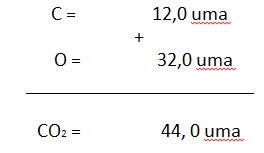 C = 12,0 uma
+
O = 32,0 uma
CO₂ = 44, 0 uma